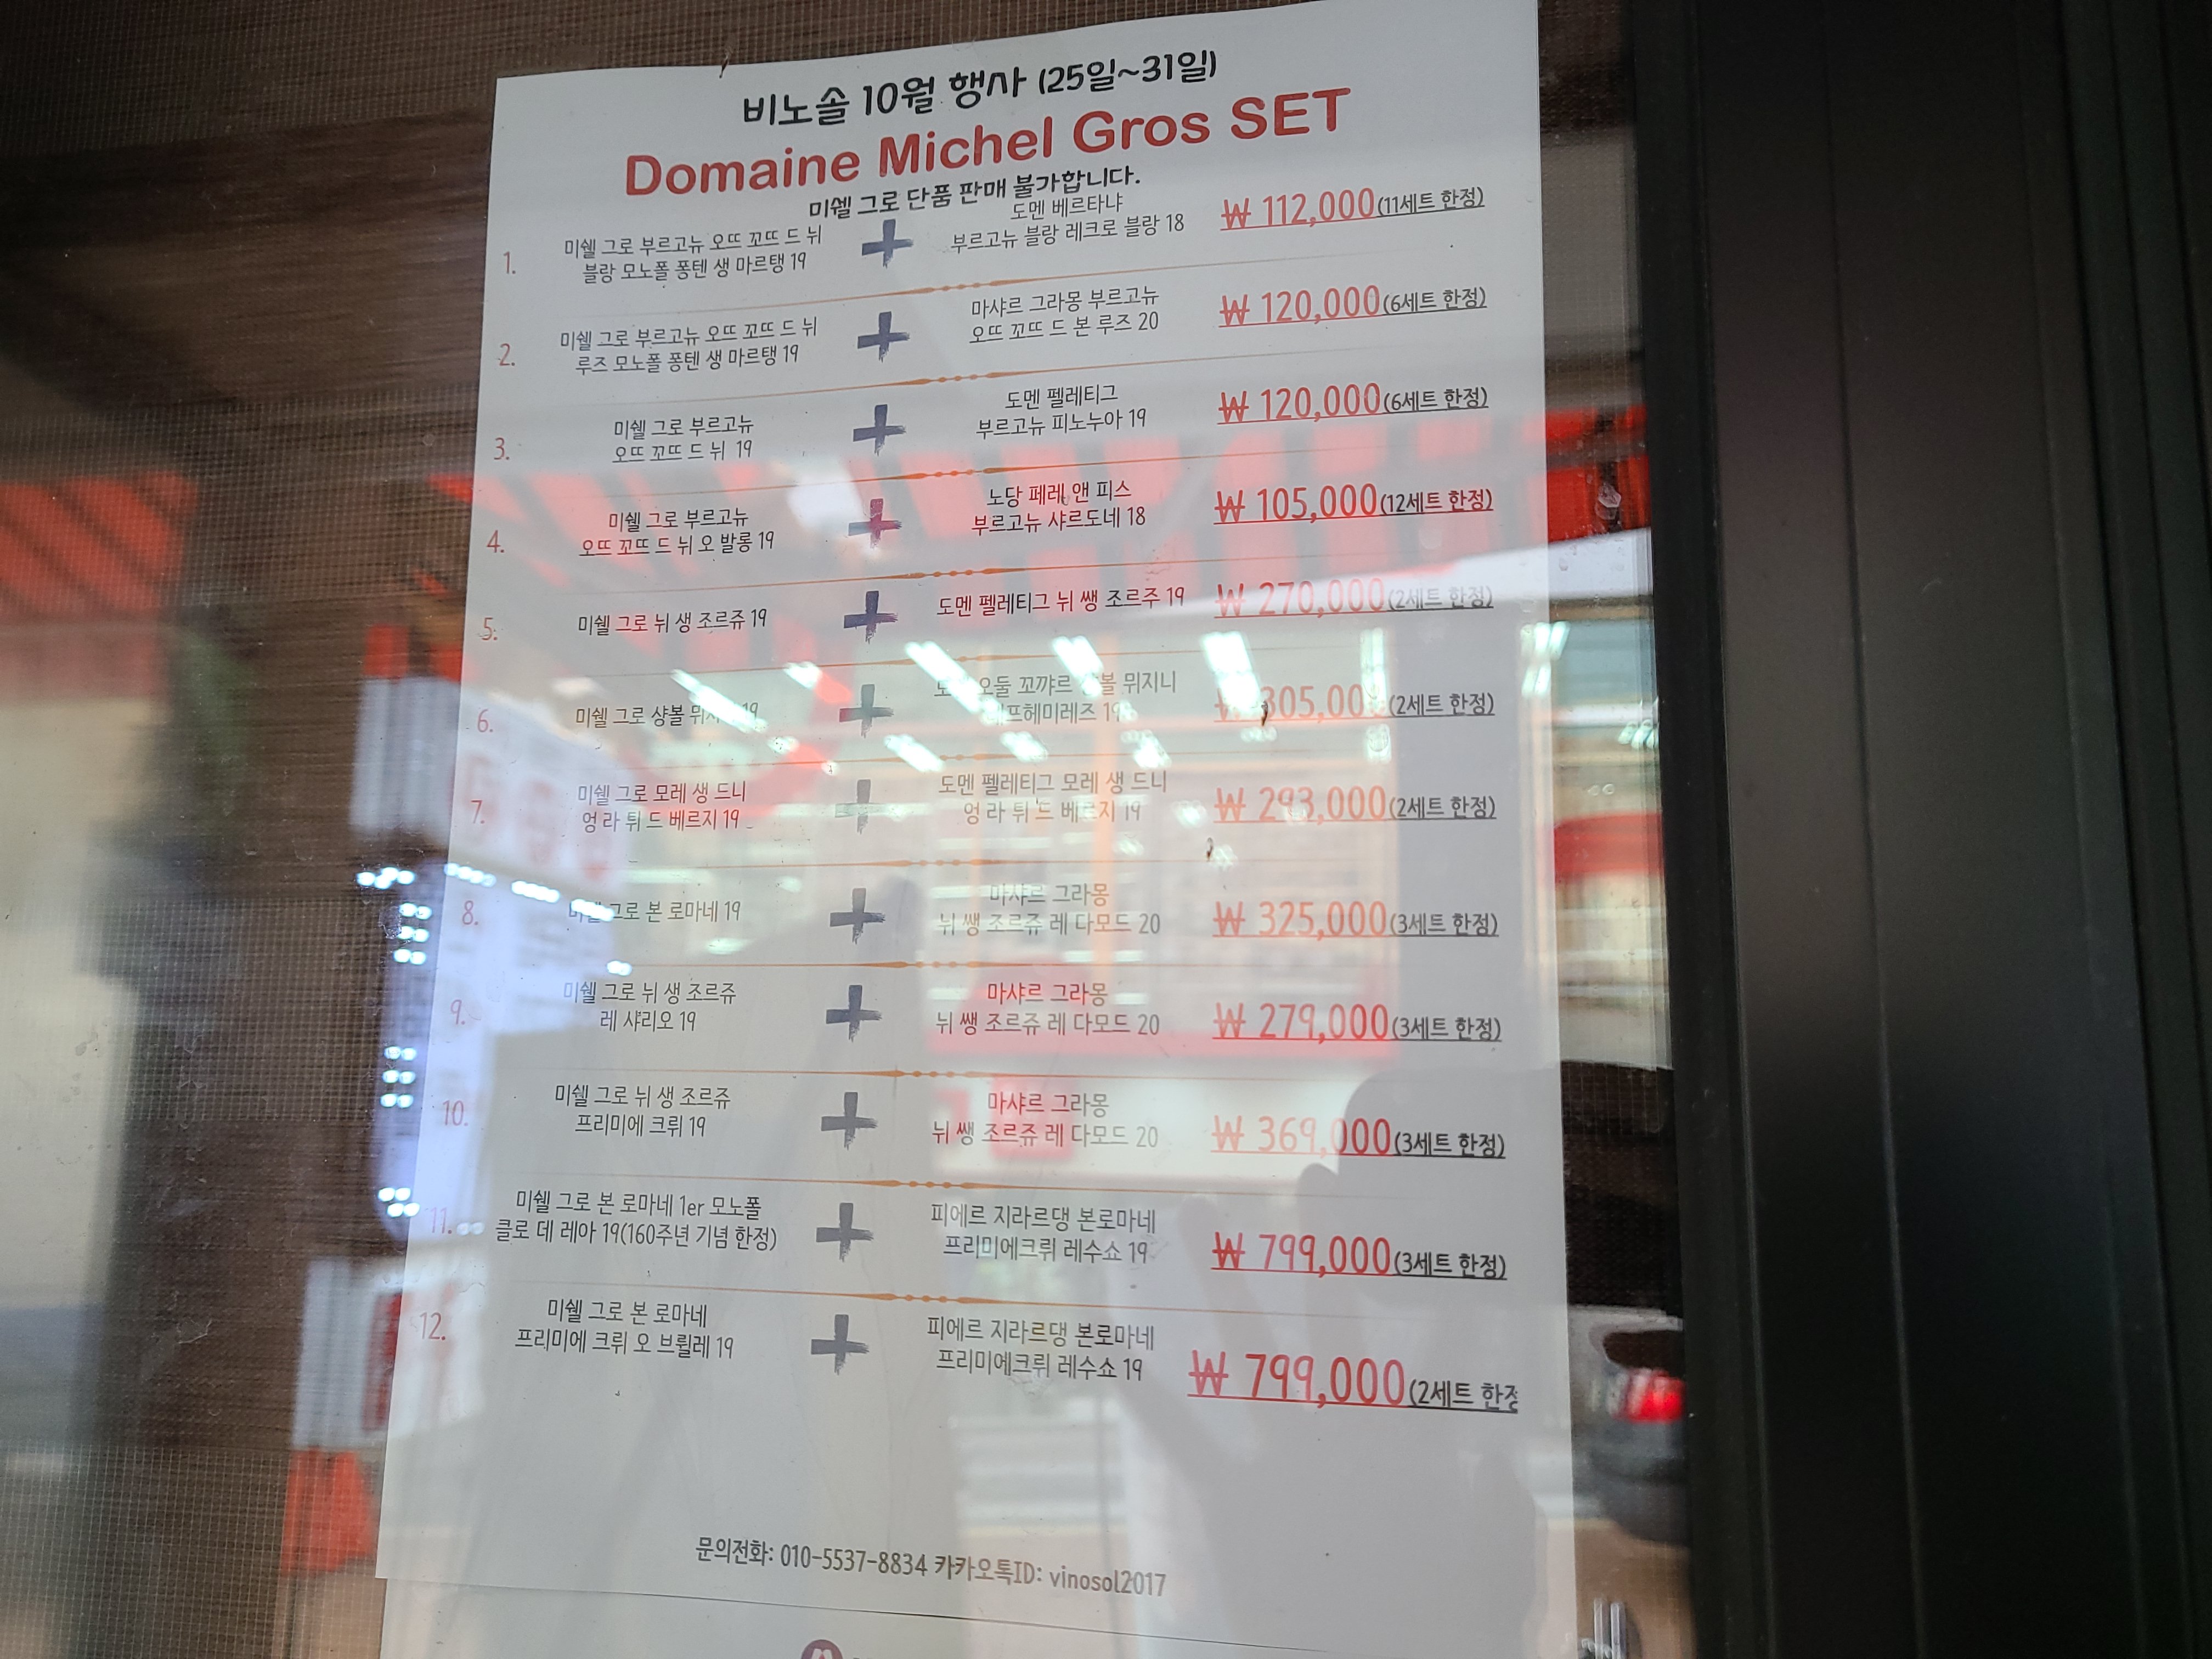 비노솔 10월 행사 (25일~31일)
Domaine Michel Gros SET
미쉘 그로 단품 판매 불가합니다.
1.
미쉘 그로 부르고뉴 오뜨 꼬뜨 드 뉘
블랑 모노폴 퐁텐 생 마르탱 19
+
도멘 베르타냐
부르고뉴 블랑 레크로 블랑 18
₩ 112,000(11세트 한정)
2.
미쉘 그로 부르고뉴 오뜨 꼬뜨 드 뉘
루즈 모노폴 퐁텐 생 마르탱 19
+
마샤르 그라몽 부르고뉴
오뜨 꼬뜨 드 본 루즈 20
₩ 120,000(6세트 한정)
3.
미쉘 그로 부르고뉴
오뜨 꼬뜨 드 뉘 19
+
도멘 펠레티그
부르고뉴 피노누아 19
₩ 120,000(6세트 한정)
4.
미쉘 그로 부르고뉴
오뜨 꼬뜨 드 뉘 오 발롱 19
+
노당 페레 앤 피스
부르고뉴 샤르도네 18
₩ 105,000(12세트 한정)
5.
미쉘 그로 뉘 생 조르쥬 19
+
도멘 펠레티그 뉘 쌩 조르주 19
₩ 270,000(2세트 한정)
6.
미쉘 그로 샹볼 19
+
오둘 꼬꺄르 뮈지니
19
₩ 305,000(2세트 한정)
7.
미쉘 그로 모레 생 드니
엉 라 뤼 드 베르지 19
+
도멘 펠레티그 모레 생 드니
엉 라 뤼 드 베르지 19
₩ 293,000(2세트 한정)
8.
미쉘 그로 본 로마네 19
+
마샤르 그라몽
뉘 쌩 조르쥬 레 다모드 20
₩ 325,000(3세트 한정)
9.
미쉘 그로 뉘 생 조르쥬
레 샤리오 19
+
마샤르 그라몽
뉘 쌩 조르쥬 레 다모드 20
₩ 279,000(3세트 한정)
10.
미쉘 그로 뉘 생 조르쥬
프리미에 크뤼 19
+
마샤르 그라몽
뉘 쌩 조르쥬 레 다모드 20
₩ 369,000(3세트 한정)
11.
미쉘 그로 본 로마네 1er 모노폴
클로 데 레아 19(160주년 기념 한정)
+
피에르 지라르댕 본로마네
프리미에크뤼 레수쇼 19
₩ 799,000(3세트 한정)
12.
미쉘 그로 본 로마네
프리미에 크뤼 오 브륄레 19
+
피에르 지라르댕 본로마네
프리미에크뤼 레수쇼 19
₩ 799,000(2세트 한정
문의전화: 010-5537-8834 카카오톡ID: vinosol2017